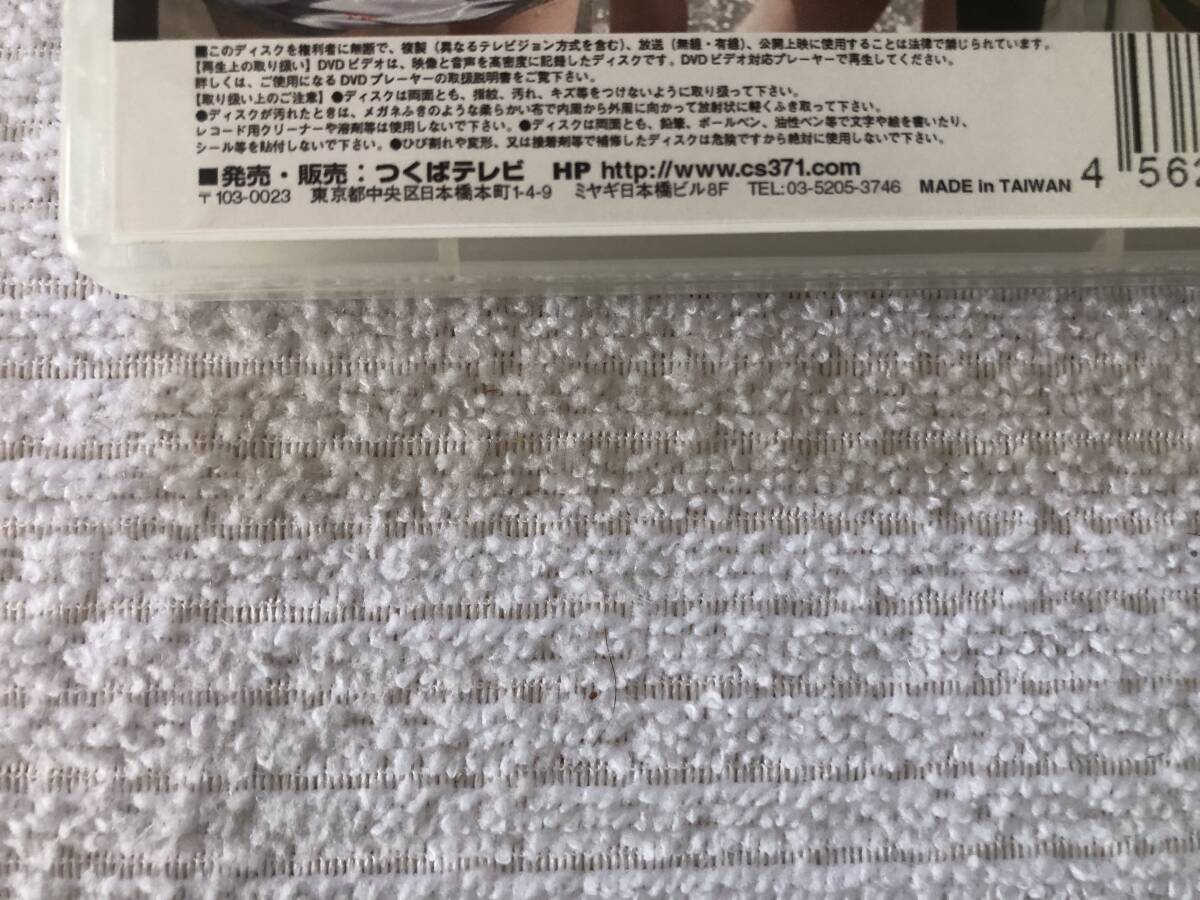 ■このディスクを権利者に無断で、複製（異なるテレビジョン方式を含む）、放送（無線・有線）、公開上映に使用することは法律で禁じられています。
【再生上の取り扱い】DVDビデオは、映像と音声を高密度に記録したディスクです。DVDビデオ対応プレーヤーで再生してください。
詳しくは、ご使用になるDVDプレーヤーの取扱説明書をご覧下さい。
【取り扱い上のご注意】●ディスクは両面とも、指紋、汚れ、キズ等をつけないように取り扱って下さい。
●ディスクが汚れたときは、メガネふきのような柔らかい布で内周から外周に向かって放射状に軽くふき取って下さい。
レコード用クリーナーや溶剤等は使用しないで下さい。●ディスクは両面とも、鉛筆、ボールペン、油性ペン等で文字や絵を書いたり、
シール等を貼付しないで下さい。●ひび割れや変形、又は接着剤等で補修したディスクは危険ですから絶対に使用しないで下さい。
■発売・販売：つくばテレビ HP http://www.cs371.com
〒103-0023 東京都中央区日本橋本町1-4-9 ミヤギ日本橋ビル8F TEL:03-5205-3746 MADE in TAIWAN
4 562